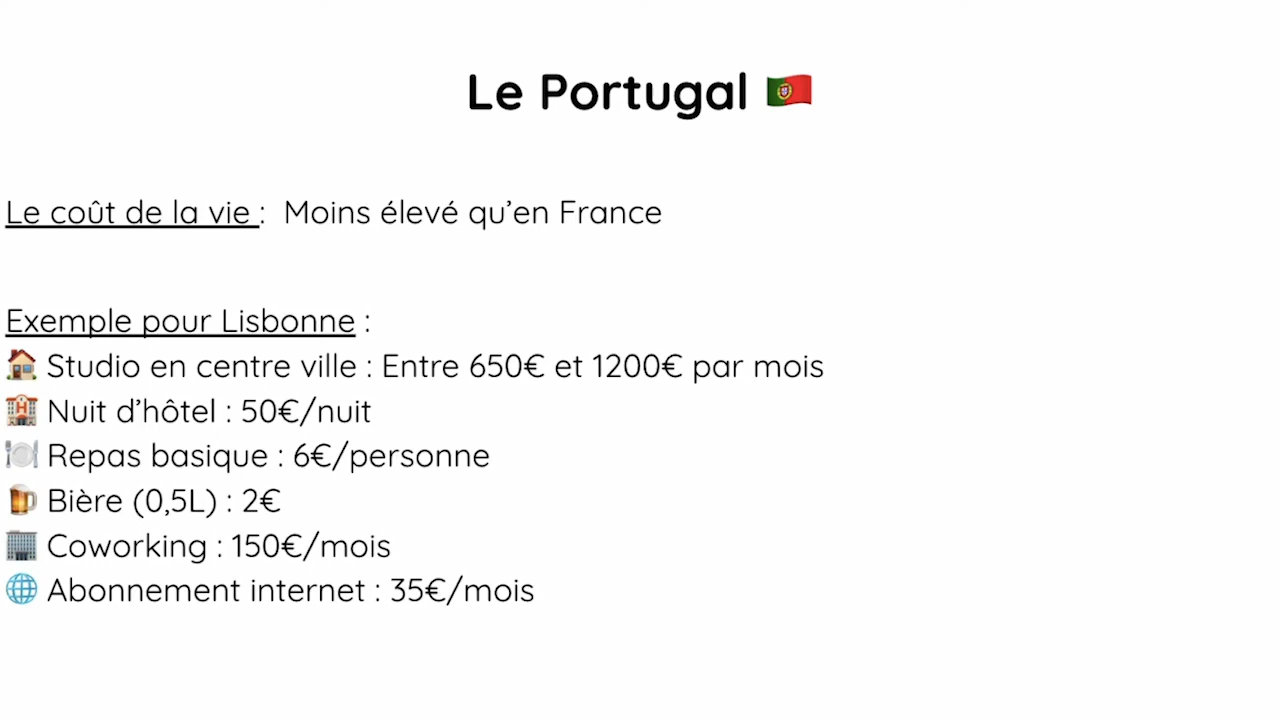 Le Portugal 🇵🇹
Le coût de la vie : Moins élevé qu’en France
Exemple pour Lisbonne :
🏠 Studio en centre ville : Entre 650€ et 1200€ par mois
🏨 Nuit d’hôtel : 50€/nuit
🍽️ Repas basique : 6€/personne
🍺 Bière (0,5L) : 2€
🏢 Coworking : 150€/mois
🌐 Abonnement internet : 35€/mois